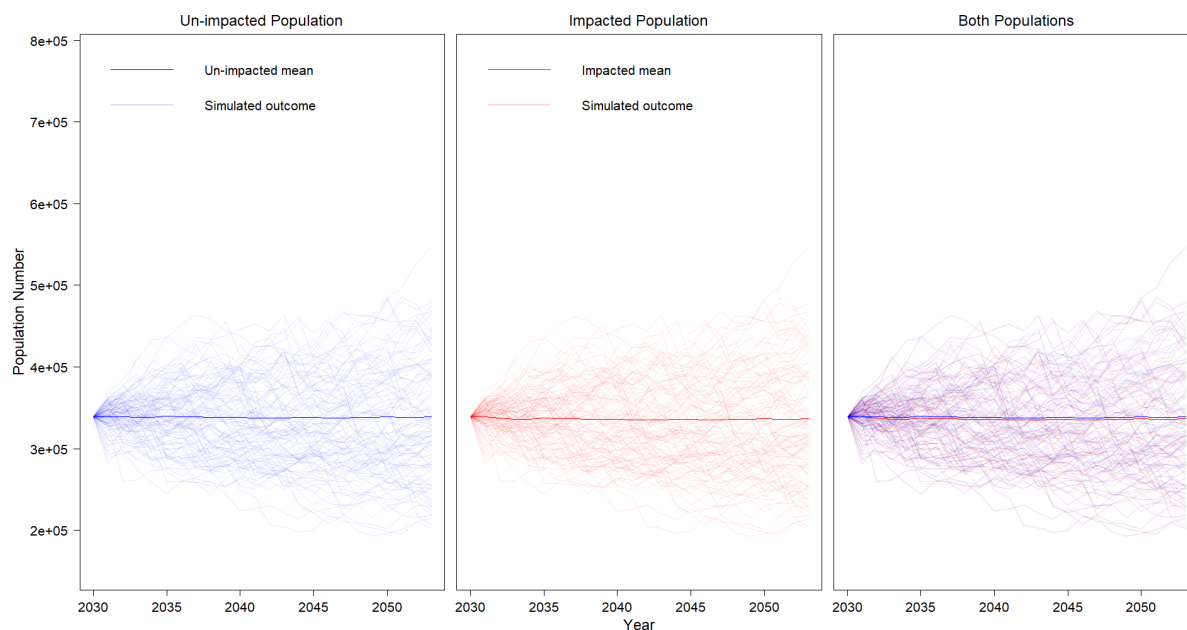 Un-impacted Population
Impacted Population
Both Populations
Un-impacted mean
Simulated outcome
Impacted mean
Simulated outcome
Population Number
8e+05
7e+05
6e+05
5e+05
4e+05
3e+05
2e+05
2030 2035 2040 2045 2050
2030 2035 2040 2045 2050
2030 2035 2040 2045 2050
Year